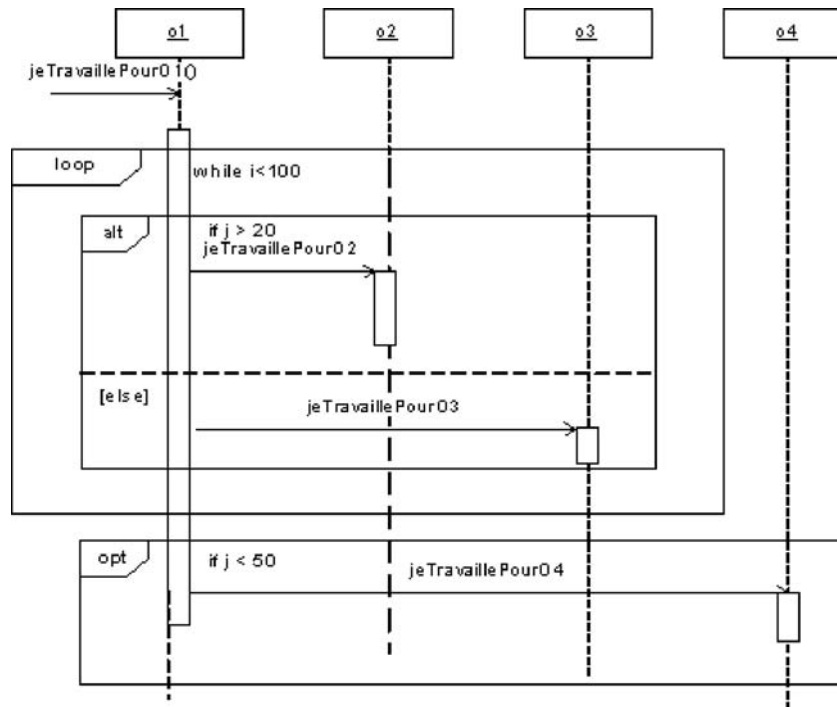 o1
o2
o3
o4
jeTravaillePourO1()
loop
while i<100
alt
if j > 20
jeTravaillePourO2
[else]
jeTravaillePourO3
opt
if j < 50
jeTravaillePourO4